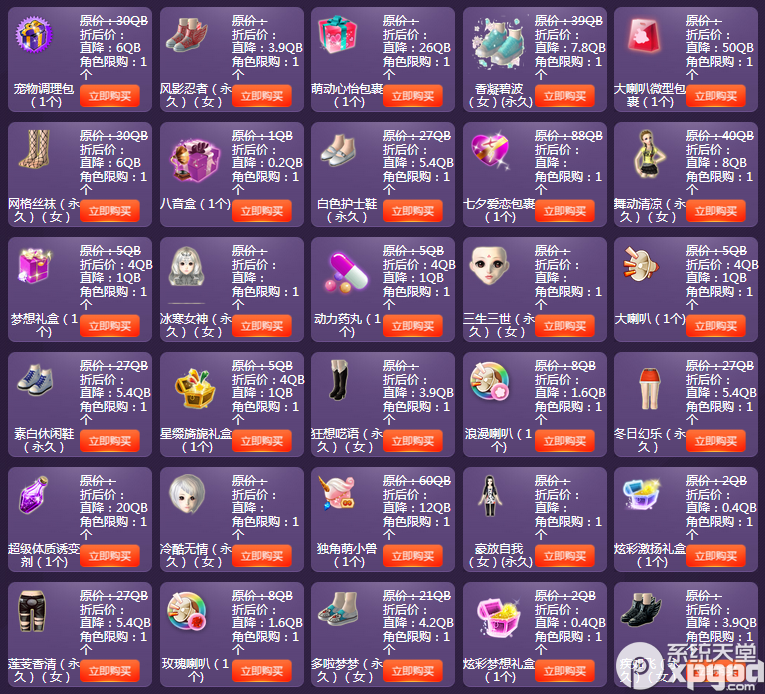 原价：30QB
折后价：
直降：6QB
角色限购：1
个
宠物调理包
（1个）
立即购买
原价：
折后价：
直降：3.9QB
角色限购：1
个
风影忍者（永
久）（女）
立即购买
原价：
折后价：
直降：26QB
角色限购：1
个
萌动心怡包裹
（1个）
立即购买
原价：39QB
折后价：
直降：7.8QB
角色限购：1
个
香凝碧波
（女）(永久)
立即购买
原价：
折后价：
直降：50QB
角色限购：1
个
大喇叭微型包
裹（1个）
立即购买
原价：30QB
折后价：
直降：6QB
角色限购：1
个
网格丝袜（永
久）（女）
立即购买
原价：1QB
折后价：
直降：0.2QB
角色限购：1
个
八音盒（1个）
立即购买
原价：27QB
折后价：
直降：5.4QB
角色限购：1
个
白色护士鞋
（永久）
立即购买
原价：88QB
折后价：
直降：
角色限购：1
个
七夕爱恋包裹
（1个）
立即购买
原价：40QB
折后价：
直降：8QB
角色限购：1
个
舞动清凉（永
久）（女）
立即购买
原价：5QB
折后价：4QB
直降：1QB
角色限购：1
个
梦想礼盒（1
个）
立即购买
原价：
折后价：
直降：
角色限购：1
个
冰寒女神（永
久）（女）
立即购买
原价：5QB
折后价：4QB
直降：1QB
角色限购：1
个
动力药丸（1
个）
立即购买
原价：
折后价：
直降：
角色限购：1
个
三生三世（永
久）（女）
立即购买
原价：5QB
折后价：4QB
直降：1QB
角色限购：1
个
大喇叭（1个）
立即购买
原价：27QB
折后价：
直降：5.4QB
角色限购：1
个
素白休闲鞋
（永久）
立即购买
原价：5QB
折后价：4QB
直降：1QB
角色限购：1
个
星缀旖旎礼盒
（1个）
立即购买
原价：
折后价：
直降：3.9QB
角色限购：1
个
狂想呓语（永
久）（女）
立即购买
原价：8QB
折后价：
直降：1.6QB
角色限购：1
个
浪漫喇叭（1
个）
立即购买
原价：27QB
折后价：
直降：5.4QB
角色限购：1
个
冬日幻乐（永
久）
立即购买
原价：
折后价：
直降：20QB
角色限购：1
个
超级体质诱变
剂（1个）
立即购买
原价：
折后价：
直降：
角色限购：1
个
冷酷无情（永
久）（女）
立即购买
原价：60QB
折后价：
直降：12QB
角色限购：1
个
独角萌小兽
（1个）
立即购买
原价：
折后价：
直降：
角色限购：1
个
豪放自我
（女）(永久)
立即购买
原价：2QB
折后价：
直降：0.4QB
角色限购：1
个
炫彩激扬礼盒
（1个）
立即购买
原价：27QB
折后价：
直降：5.4QB
角色限购：1
个
莲芰香清（永
久）（女）
立即购买
原价：8QB
折后价：
直降：1.6QB
角色限购：1
个
玫瑰喇叭（1
个）
立即购买
原价：21QB
折后价：
直降：4.2QB
角色限购：1
个
多啦梦梦（永
久）（女）
立即购买
原价：2QB
折后价：
直降：0.4QB
角色限购：1
个
炫彩梦想礼盒
（1个）
立即购买
原价：
折后价：
直降：3.9QB
角色限购：1
个
系统天堂
xpgod
.com